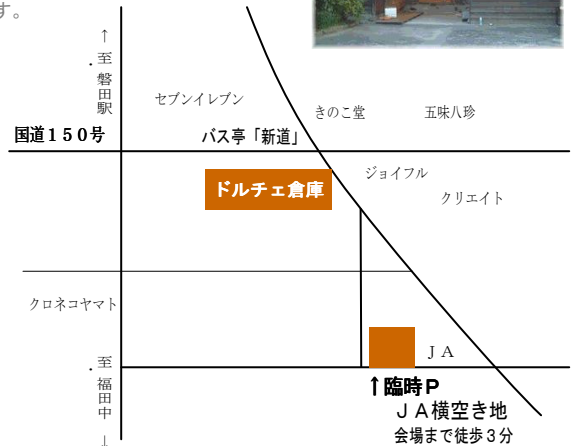 す。
↑至磐田駅
セブンイレブン
きのこ堂
五味八珍
国道150号
バス亭「新道」
ジョイフル
ドルチェ倉庫
クリエイト
クロネコヤマト
JA
至福田中
↑臨時P
JA横空き地
会場まで徒歩3分